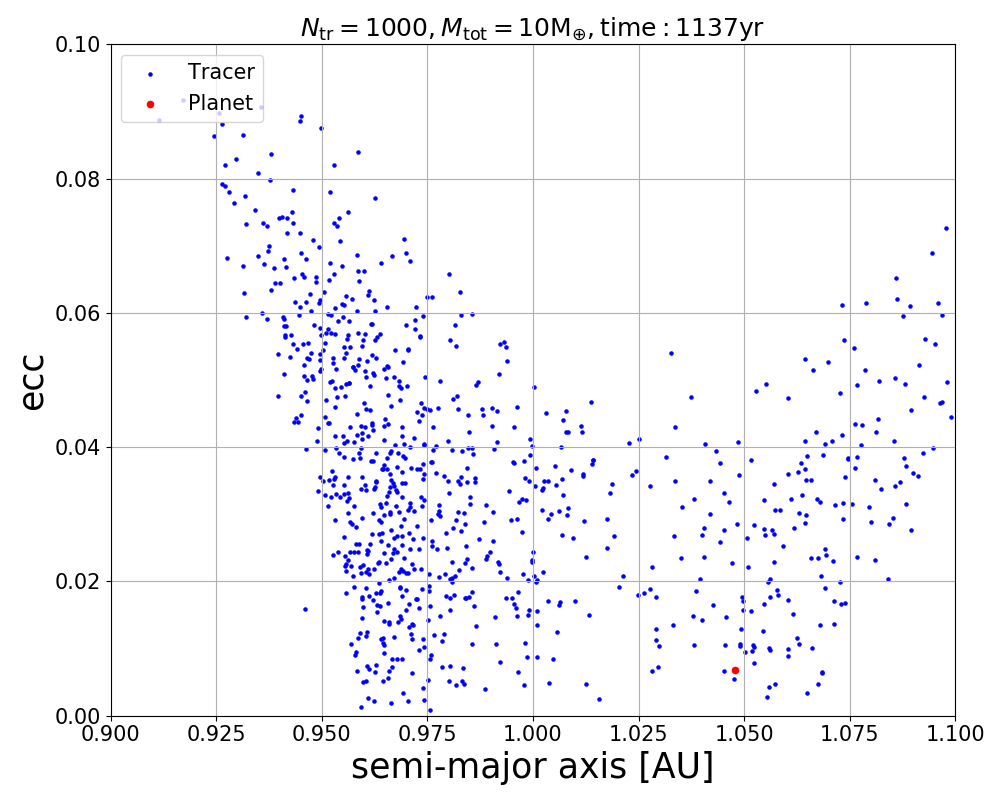 N_tr = 1000, M_tot = 10M_⊕, time : 1137yr
Tracer
Planet
ecc
0.10
0.08
0.06
0.04
0.02
0.00
0.900 0.925 0.950 0.975 1.000 1.025 1.050 1.075 1.100
semi-major axis [AU]